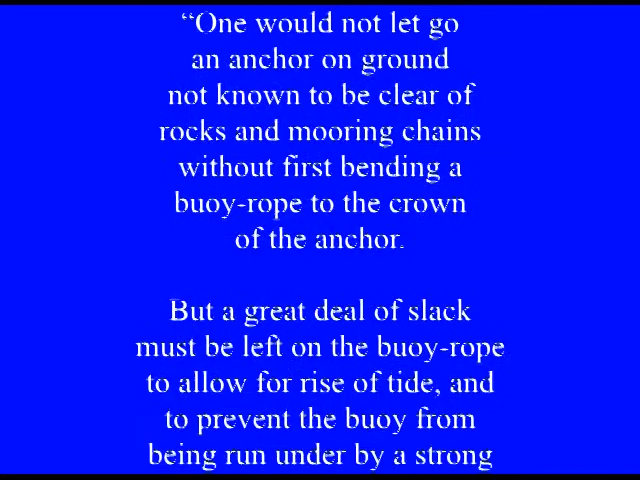 “One would not let go
an anchor on ground
not known to be clear of
rocks and mooring chains
without first bending a
buoy-rope to the crown
of the anchor.
But a great deal of slack
must be left on the buoy-rope
to allow for rise of tide, and
to prevent the buoy from
being run under by a strong